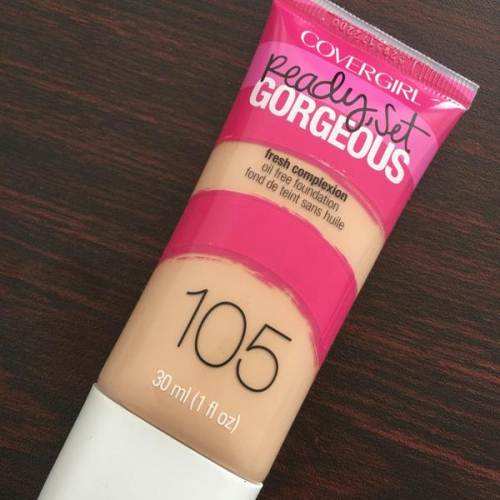 COVERGIRL
Ready, Set
GORGEOUS
fresh complexion
oil free foundation
fond de teint sans huile
105
30 ml (1 fl oz)